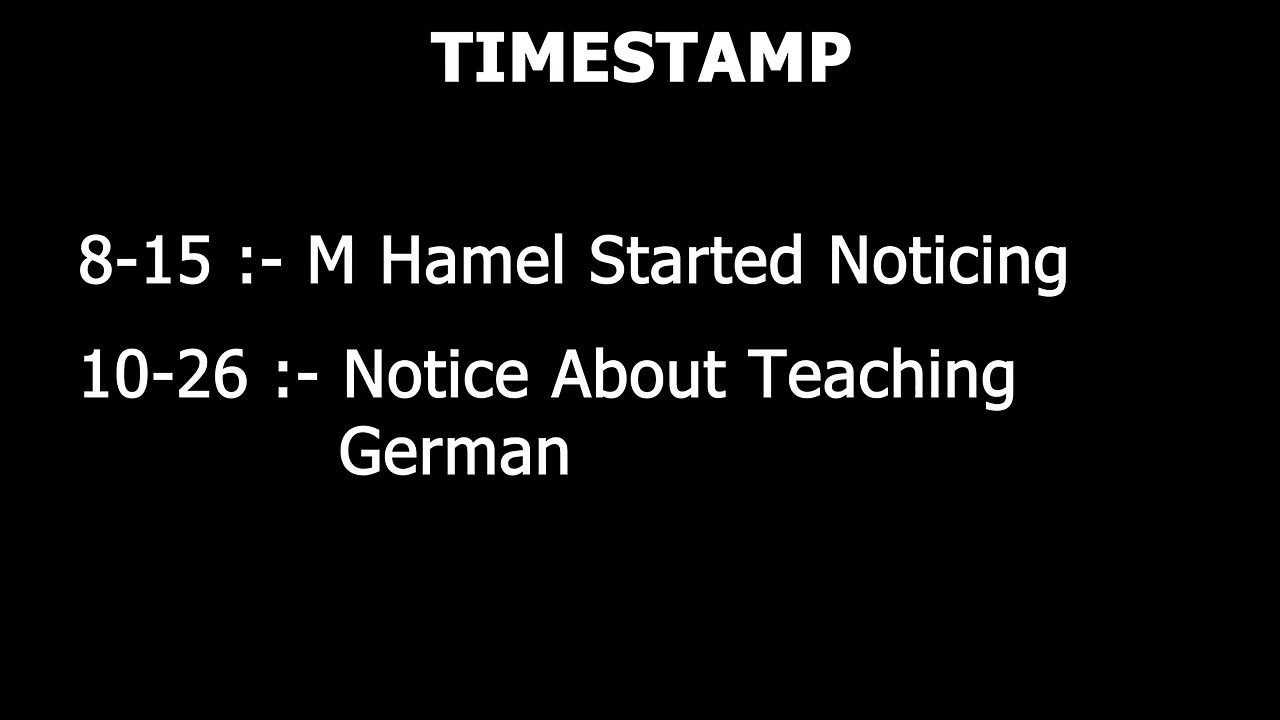 TIMESTAMP
8-15 :- M Hamel Started Noticing
10-26 :- Notice About Teaching
German